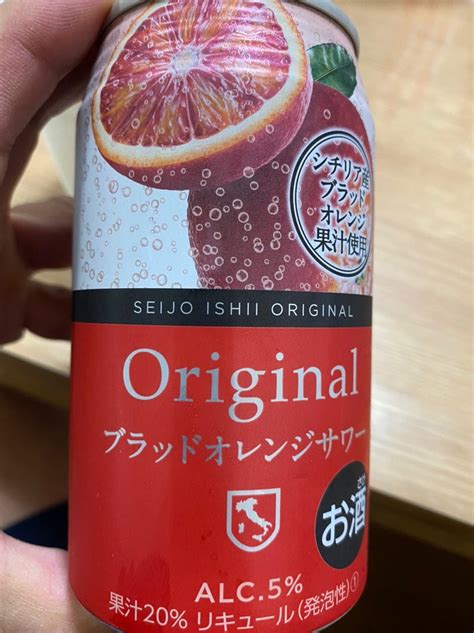 シチリア産
ブラッド
オレンジ
果汁使用
SEIJO ISHII ORIGINAL
Original
ブラッドオレンジサワー
さけ
お酒
ALC.5%
果汁20% リキュール(発泡性)①